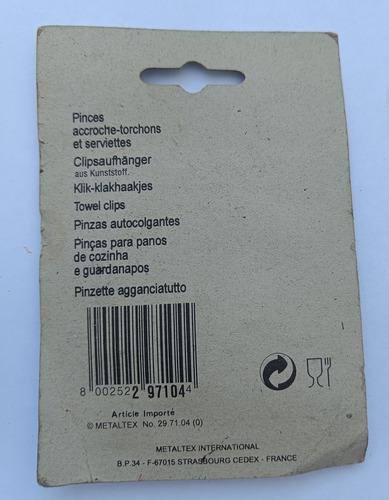 Pinces
accroche-torchons
et serviettes
Clipsaufhänger
aus Kunststoff.
Klik-klakhaakjes
Towel clips
Pinzas autocolgantes
Pinças para panos
de cozinha
e guardanapos
Pinzette agganciatutto
8 002522 971044
Article Importé
© METALTEX No. 29.71.04 (0)
METALTEX INTERNATIONAL
B.P.34 - F-67015 STRASBOURG CEDEX - FRANCE